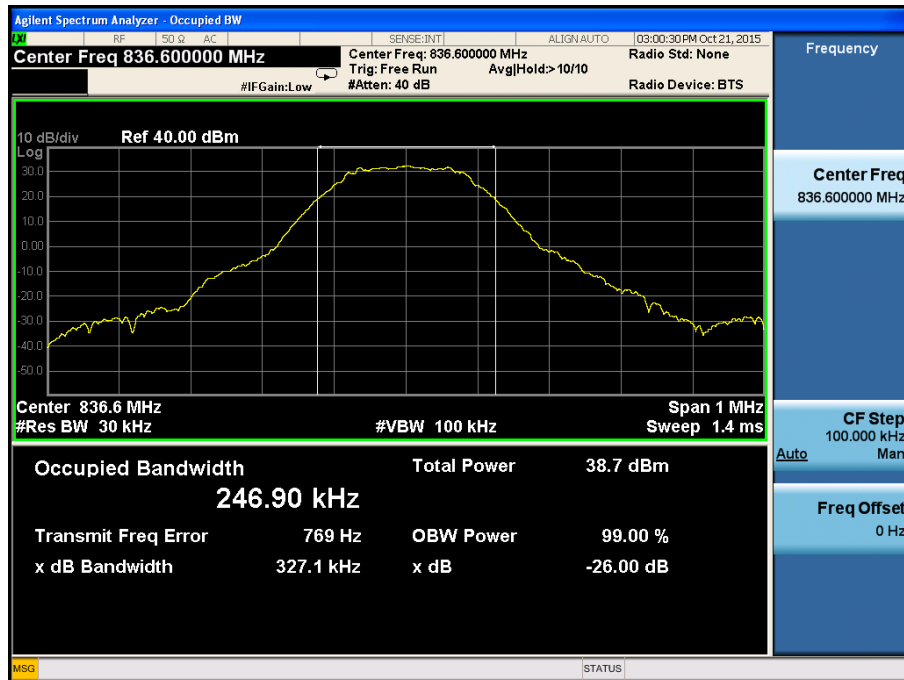 Agilent Spectrum Analyzer - Occupied BW
LXI RF 50 Ω AC SENSE:INT ALIGN AUTO 03:00:30 PM Oct 21, 2015
Center Freq 836.600000 MHz
Center Freq: 836.600000 MHz
Radio Std: None
Trig: Free Run Avg|Hold:>10/10
#IFGain:Low
#Atten: 40 dB
Radio Device: BTS
10 dB/div Ref 40.00 dBm
Log
30.0
20.0
10.0
0.00
-10.0
-20.0
-30.0
-40.0
-50.0
Center 836.6 MHz Span 1 MHz
#Res BW 30 kHz #VBW 100 kHz Sweep 1.4 ms
Occupied Bandwidth Total Power 38.7 dBm
246.90 kHz
Transmit Freq Error 769 Hz OBW Power 99.00 %
x dB Bandwidth 327.1 kHz x dB -26.00 dB
MSG STATUS
Frequency
Center Freq
836.600000 MHz
CF Step
100.000 kHz
Auto Man
Freq Offset
0 Hz